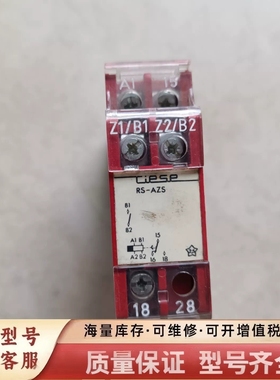 A1 15
Z1/B1 Z2/B2
Ciese
RS-AZS
B1
B2
A1 B1
15
A2 B2
16 18
18 28
型号
客服
海量库存·可维修·可开增值税
质量保证 型号齐全